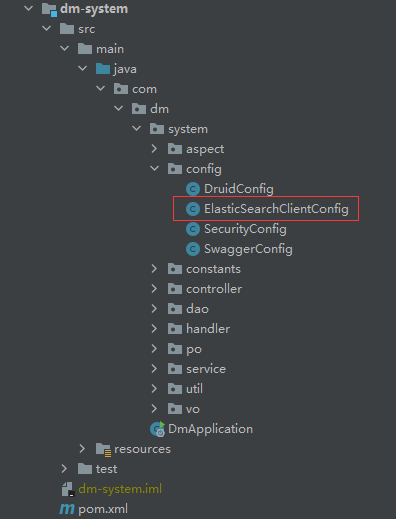 dm-system
src
main
java
com
dm
system
aspect
config
DruidConfig
ElasticSearchClientConfig
SecurityConfig
SwaggerConfig
constants
controller
dao
handler
po
service
util
vo
DmApplication
resources
test
dm-system.iml
pom.xml